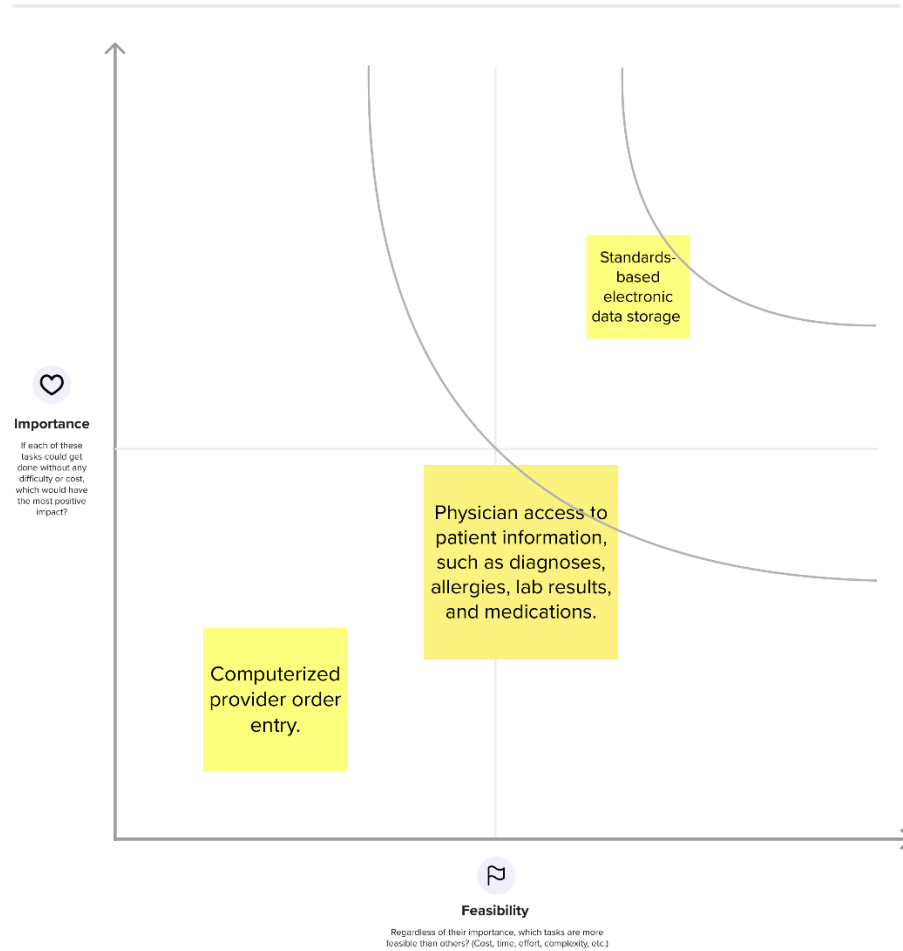 Standards-
based
electronic
data storage
Importance
If each of these
tasks could get
done without any
difficulty or cost,
which would have
the most positive
impact?
Physician access to
patient information,
such as diagnoses,
allergies, lab results,
and medications.
Computerized
provider order
entry.
Feasibility
Regardless of their importance, which tasks are more
feasible than others? (Cost, time, effort, complexity, etc.)